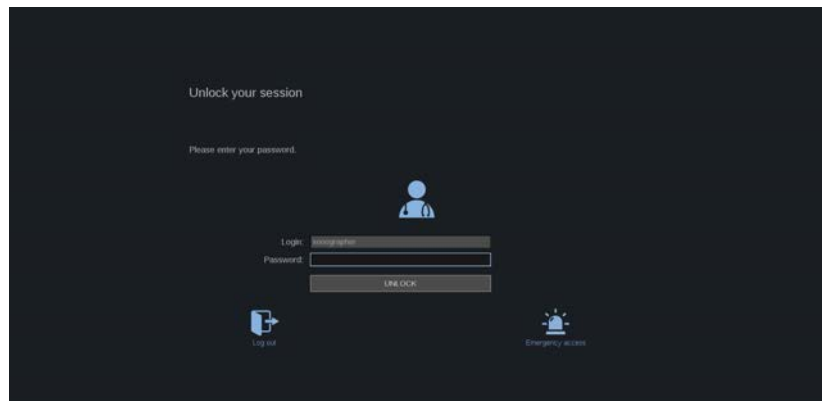 Unlock your session
Please enter your password.
Login: sonographer
Password:
UNLOCK
Log out
Emergency access